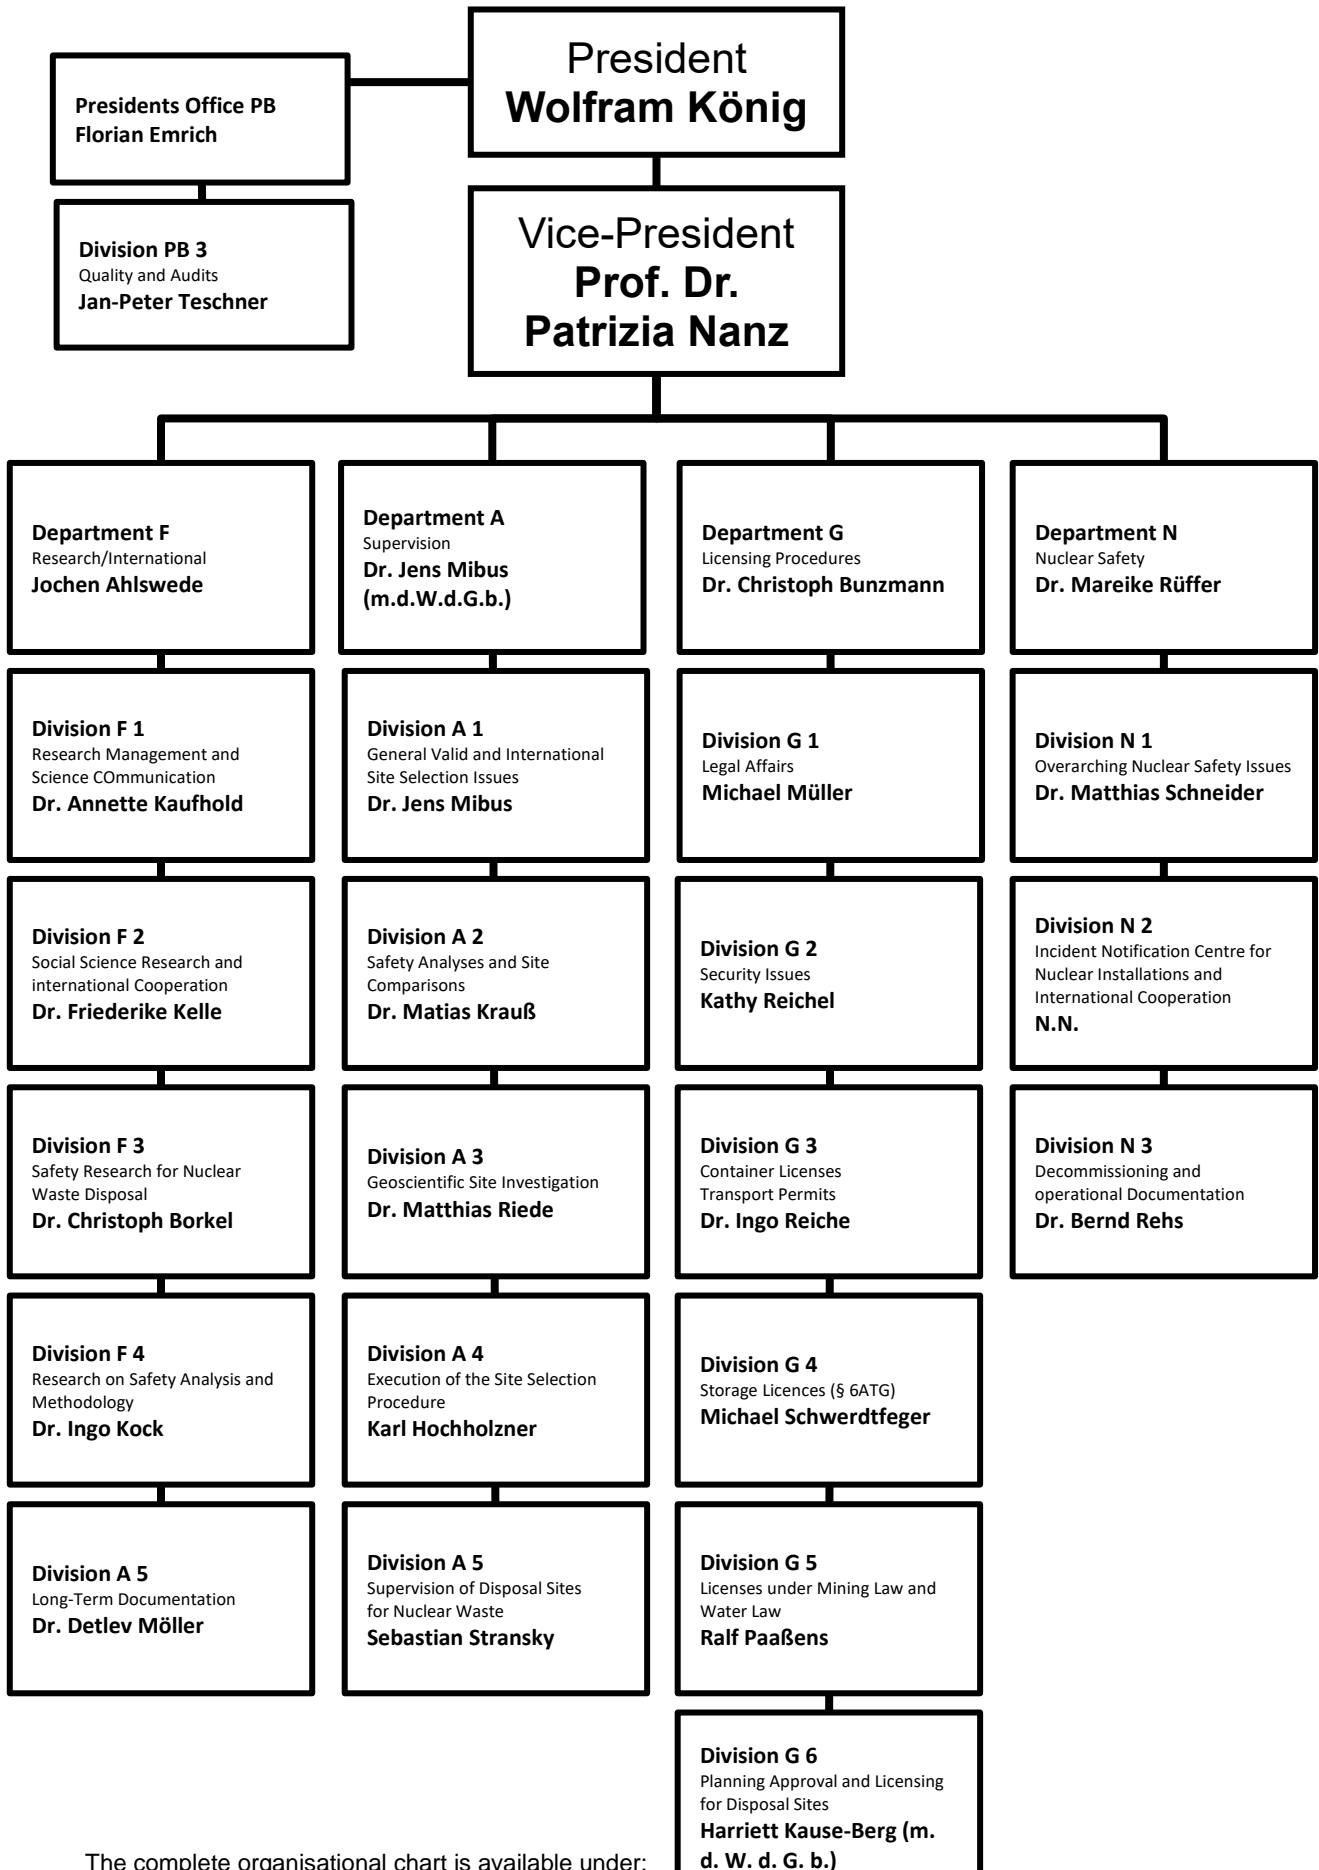 President
Wolfram König
Presidents Office PB
Florian Emrich
Division PB 3
Quality and Audits
Jan-Peter Teschner
Vice-President
Prof. Dr.
Patrizia Nanz
Department F
Research/International
Jochen Ahlswede
Department A
Supervision
Dr. Jens Mibus
(m.d.W.d.G.b.)
Department G
Licensing Procedures
Dr. Christoph Bunzmann
Department N
Nuclear Safety
Dr. Mareike Rüffer
Division F 1
Research Management and
Science COmmunication
Dr. Annette Kaufhold
Division A 1
General Valid and International
Site Selection Issues
Dr. Jens Mibus
Division G 1
Legal Affairs
Michael Müller
Division N 1
Overarching Nuclear Safety Issues
Dr. Matthias Schneider
Division F 2
Social Science Research and
international Cooperation
Dr. Friederike Kelle
Division A 2
Safety Analyses and Site
Comparisons
Dr. Matias Krauß
Division G 2
Security Issues
Kathy Reichel
Division N 2
Incident Notification Centre for
Nuclear Installations and
International Cooperation
N.N.
Division F 3
Safety Research for Nuclear
Waste Disposal
Dr. Christoph Borkel
Division A 3
Geoscientific Site Investigation
Dr. Matthias Riede
Division G 3
Container Licenses
Transport Permits
Dr. Ingo Reiche
Division N 3
Decommissioning and
operational Documentation
Dr. Bernd Rehs
Division F 4
Research on Safety Analysis and
Methodology
Dr. Ingo Kock
Division A 4
Execution of the Site Selection
Procedure
Karl Hochholzner
Division G 4
Storage Licences (§ 6ATG)
Michael Schwerdtfeger
Division A 5
Long-Term Documentation
Dr. Detlev Möller
Division A 5
Supervision of Disposal Sites
for Nuclear Waste
Sebastian Stransky
Division G 5
Licenses under Mining Law and
Water Law
Ralf Paaßens
Division G 6
Planning Approval and Licensing
for Disposal Sites
Harriett Kause-Berg (m.
d. W. d. G. b.)
The complete organisational chart is available under: